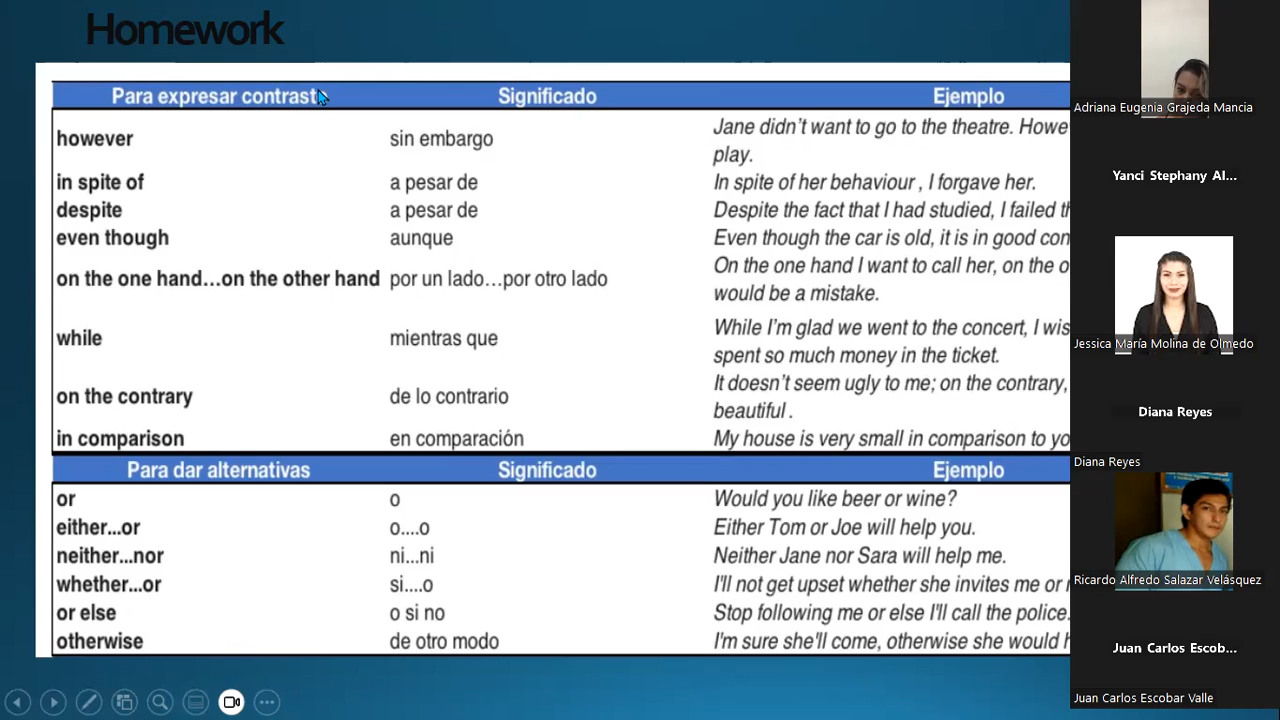 Homework
Para expresar contrast Significado Ejemplo
however sin embargo Jane didn't want to go to the theatre. Howe
play.
in spite of a pesar de In spite of her behaviour , I forgave her.
despite a pesar de Despite the fact that I had studied, I failed th
even though aunque Even though the car is old, it is in good con
on the one hand...on the other hand por un lado...por otro lado On the one hand I want to call her, on the o
would be a mistake.
while mientras que While I'm glad we went to the concert, I wis
spent so much money in the ticket.
on the contrary de lo contrario It doesn't seem ugly to me; on the contrary,
beautiful .
in comparison en comparación My house is very small in comparison to yo
Para dar alternativas Significado Ejemplo
or o Would you like beer or wine?
either...or o....o Either Tom or Joe will help you.
neither...nor ni...ni Neither Jane nor Sara will help me.
whether...or si....o I'll not get upset whether she invites me or
or else o si no Stop following me or else I'll call the police.
otherwise de otro modo I'm sure she'll come, otherwise she would h
Adriana Eugenia Grajeda Mancia
Yanci Stephany Al...
Jessica María Molina de Olmedo
Diana Reyes
Diana Reyes
Ricardo Alfredo Salazar Velásquez
Juan Carlos Escob...
Juan Carlos Escobar Valle